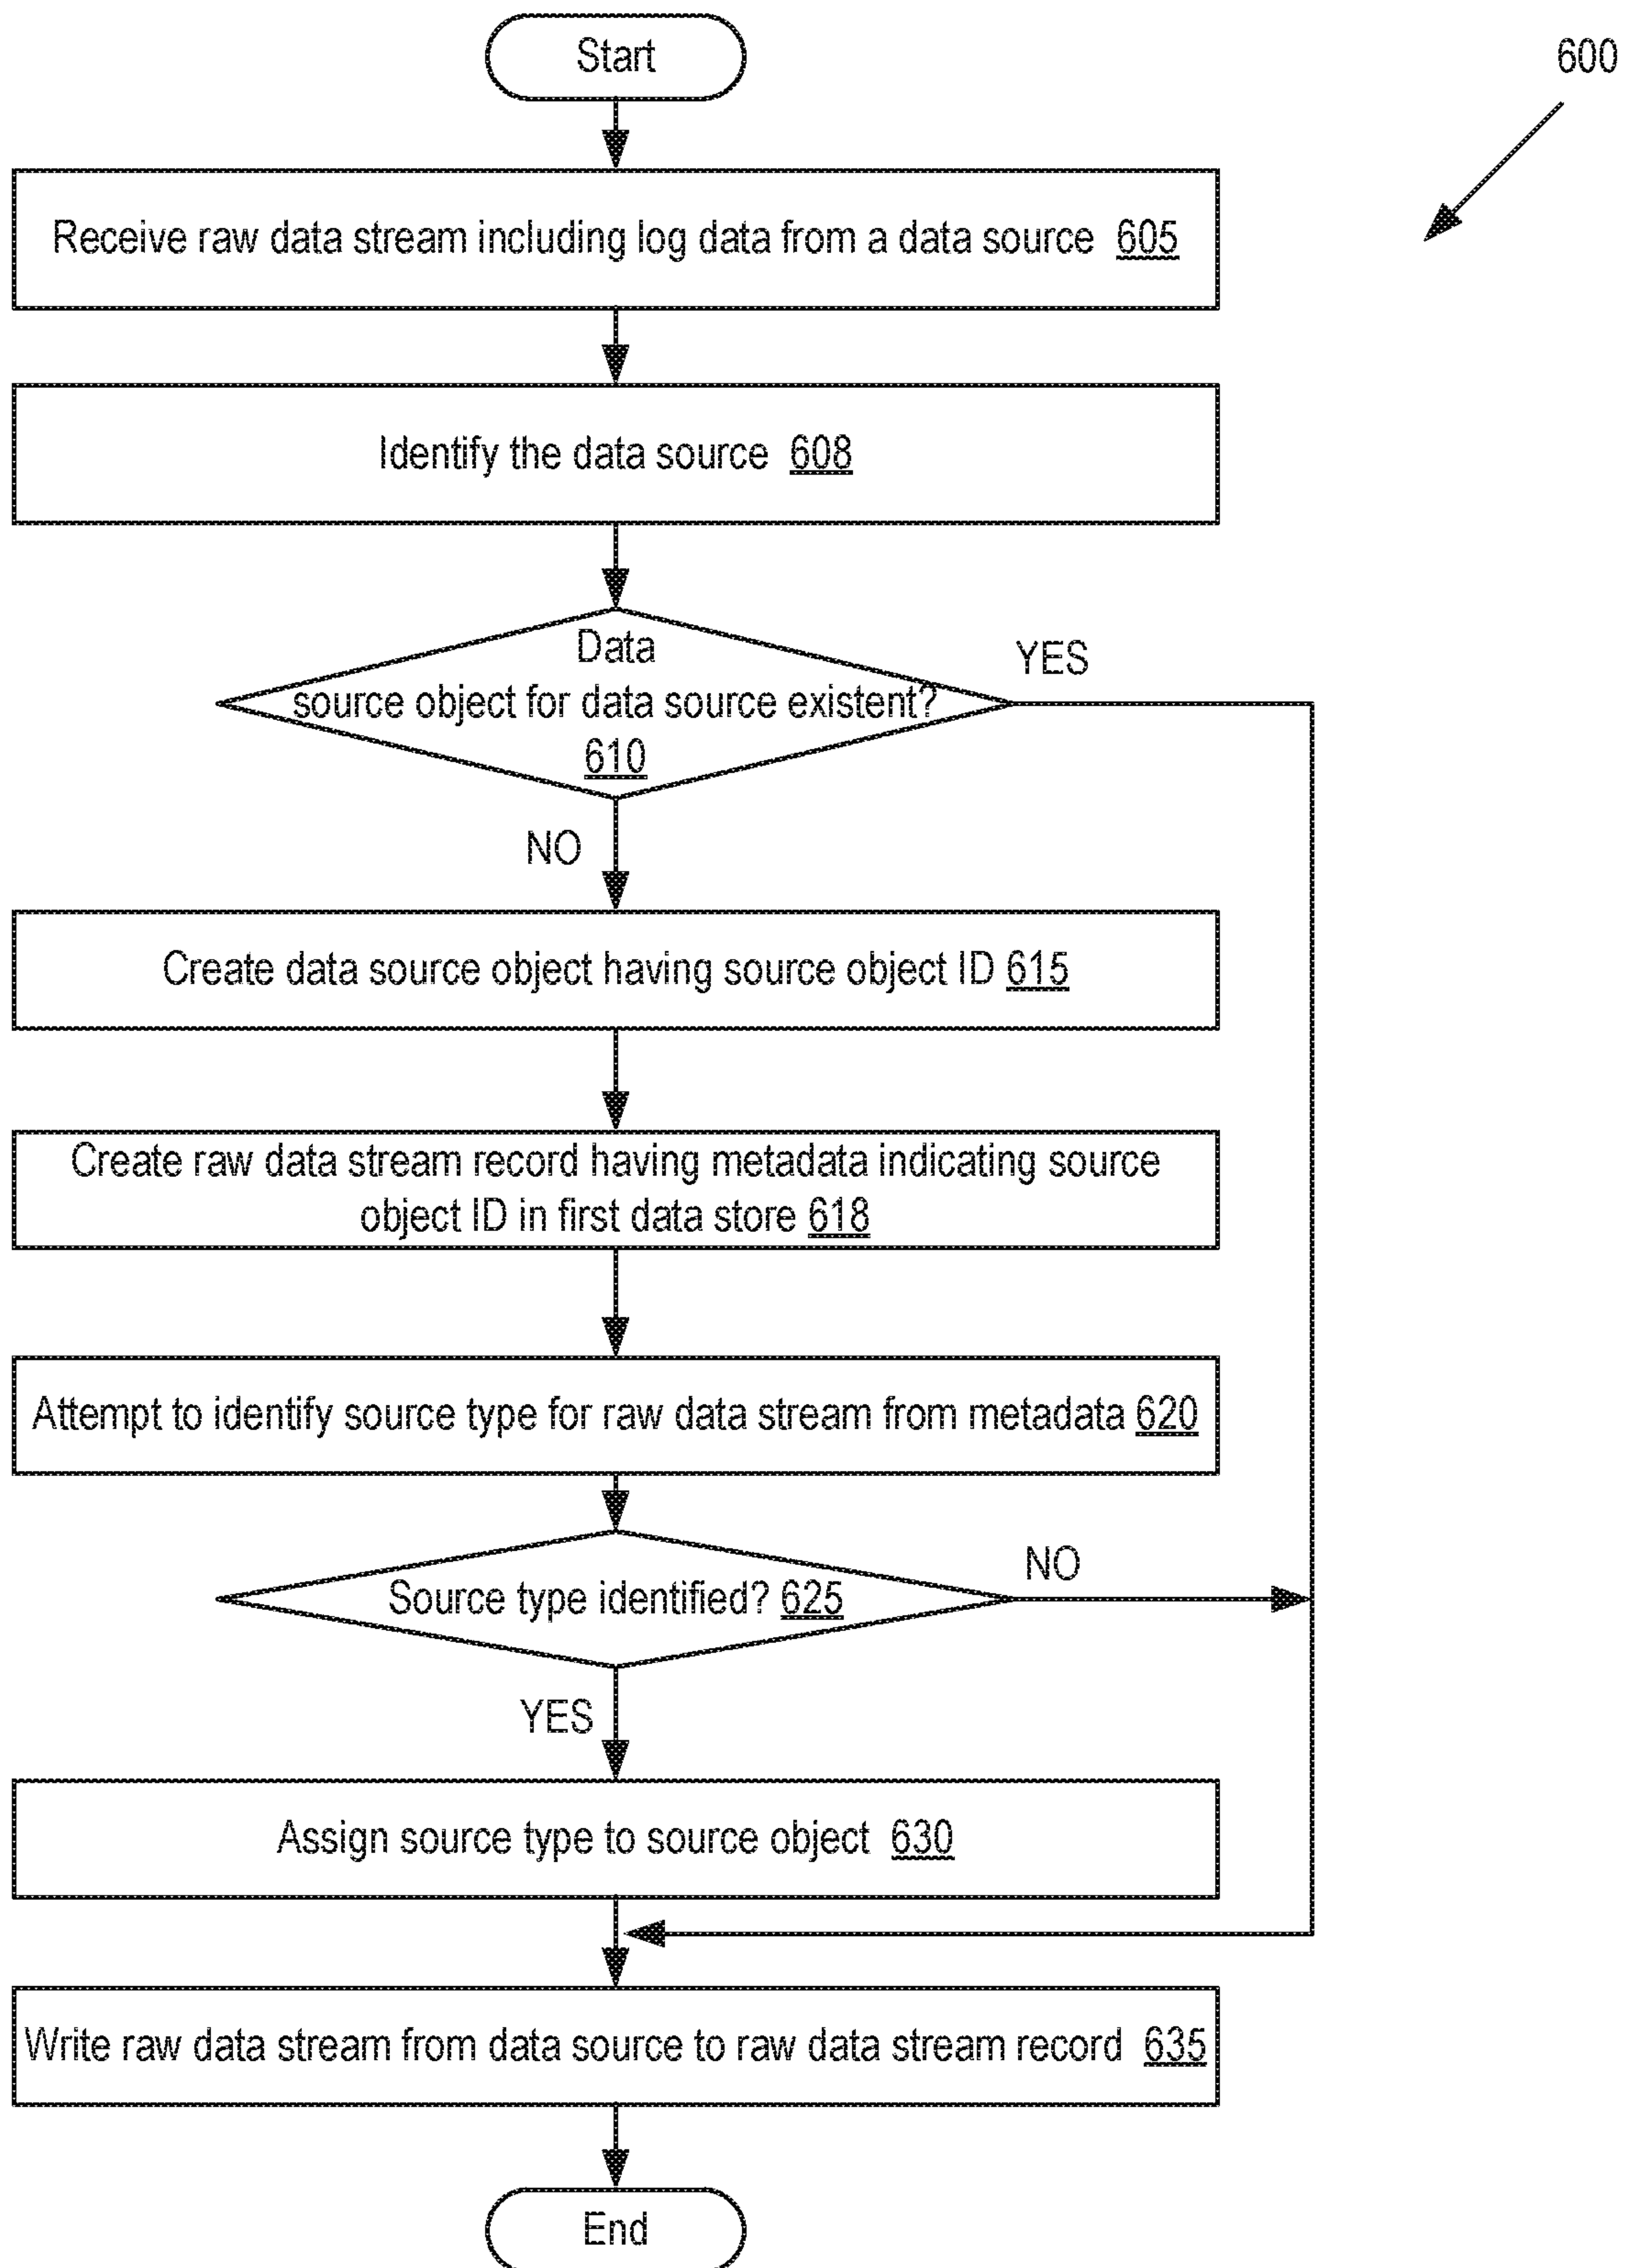 Start
600
Receive raw data stream including log data from a data source 605
Identify the data source 608
Data
source object for data source existent?
610
YES
NO
Create data source object having source object ID 615
Create raw data stream record having metadata indicating source
object ID in first data store 618
Attempt to identify source type for raw data stream from metadata 620
Source type identified? 625
NO
YES
Assign source type to source object 630
Write raw data stream from data source to raw data stream record 635
End